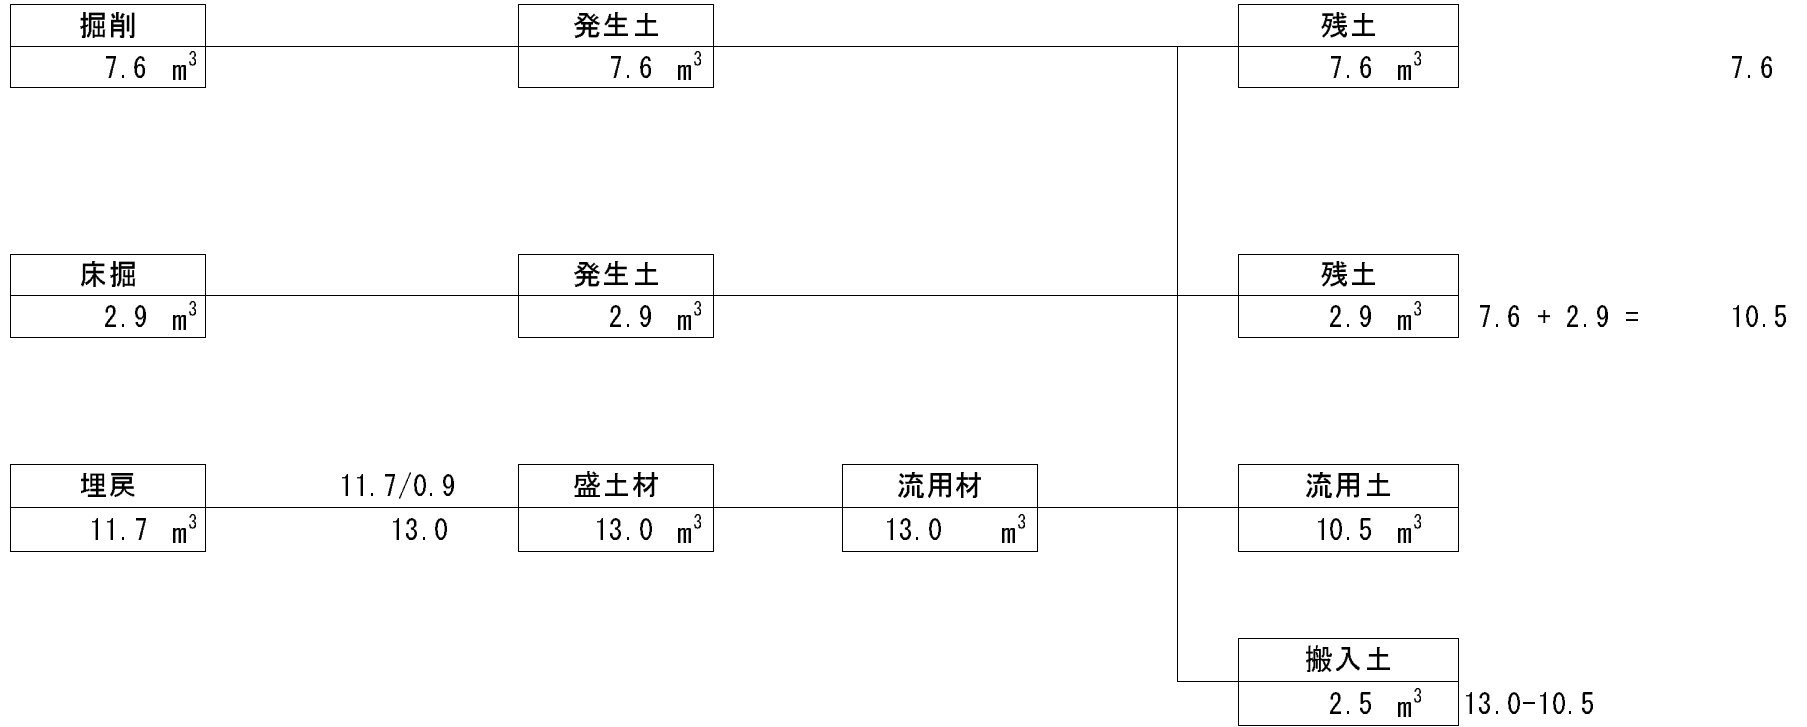 掘削 発生土 残土
7.6 m³ 7.6 m³ 7.6 m³ 7.6
床掘 発生土 残土
2.9 m³ 2.9 m³ 2.9 m³ 7.6 + 2.9 = 10.5
埋戻 11.7/0.9 盛土材 流用材 流用土
11.7 m³ 13.0 13.0 m³ 13.0 m³ 10.5 m³
搬入土
2.5 m³ 13.0-10.5